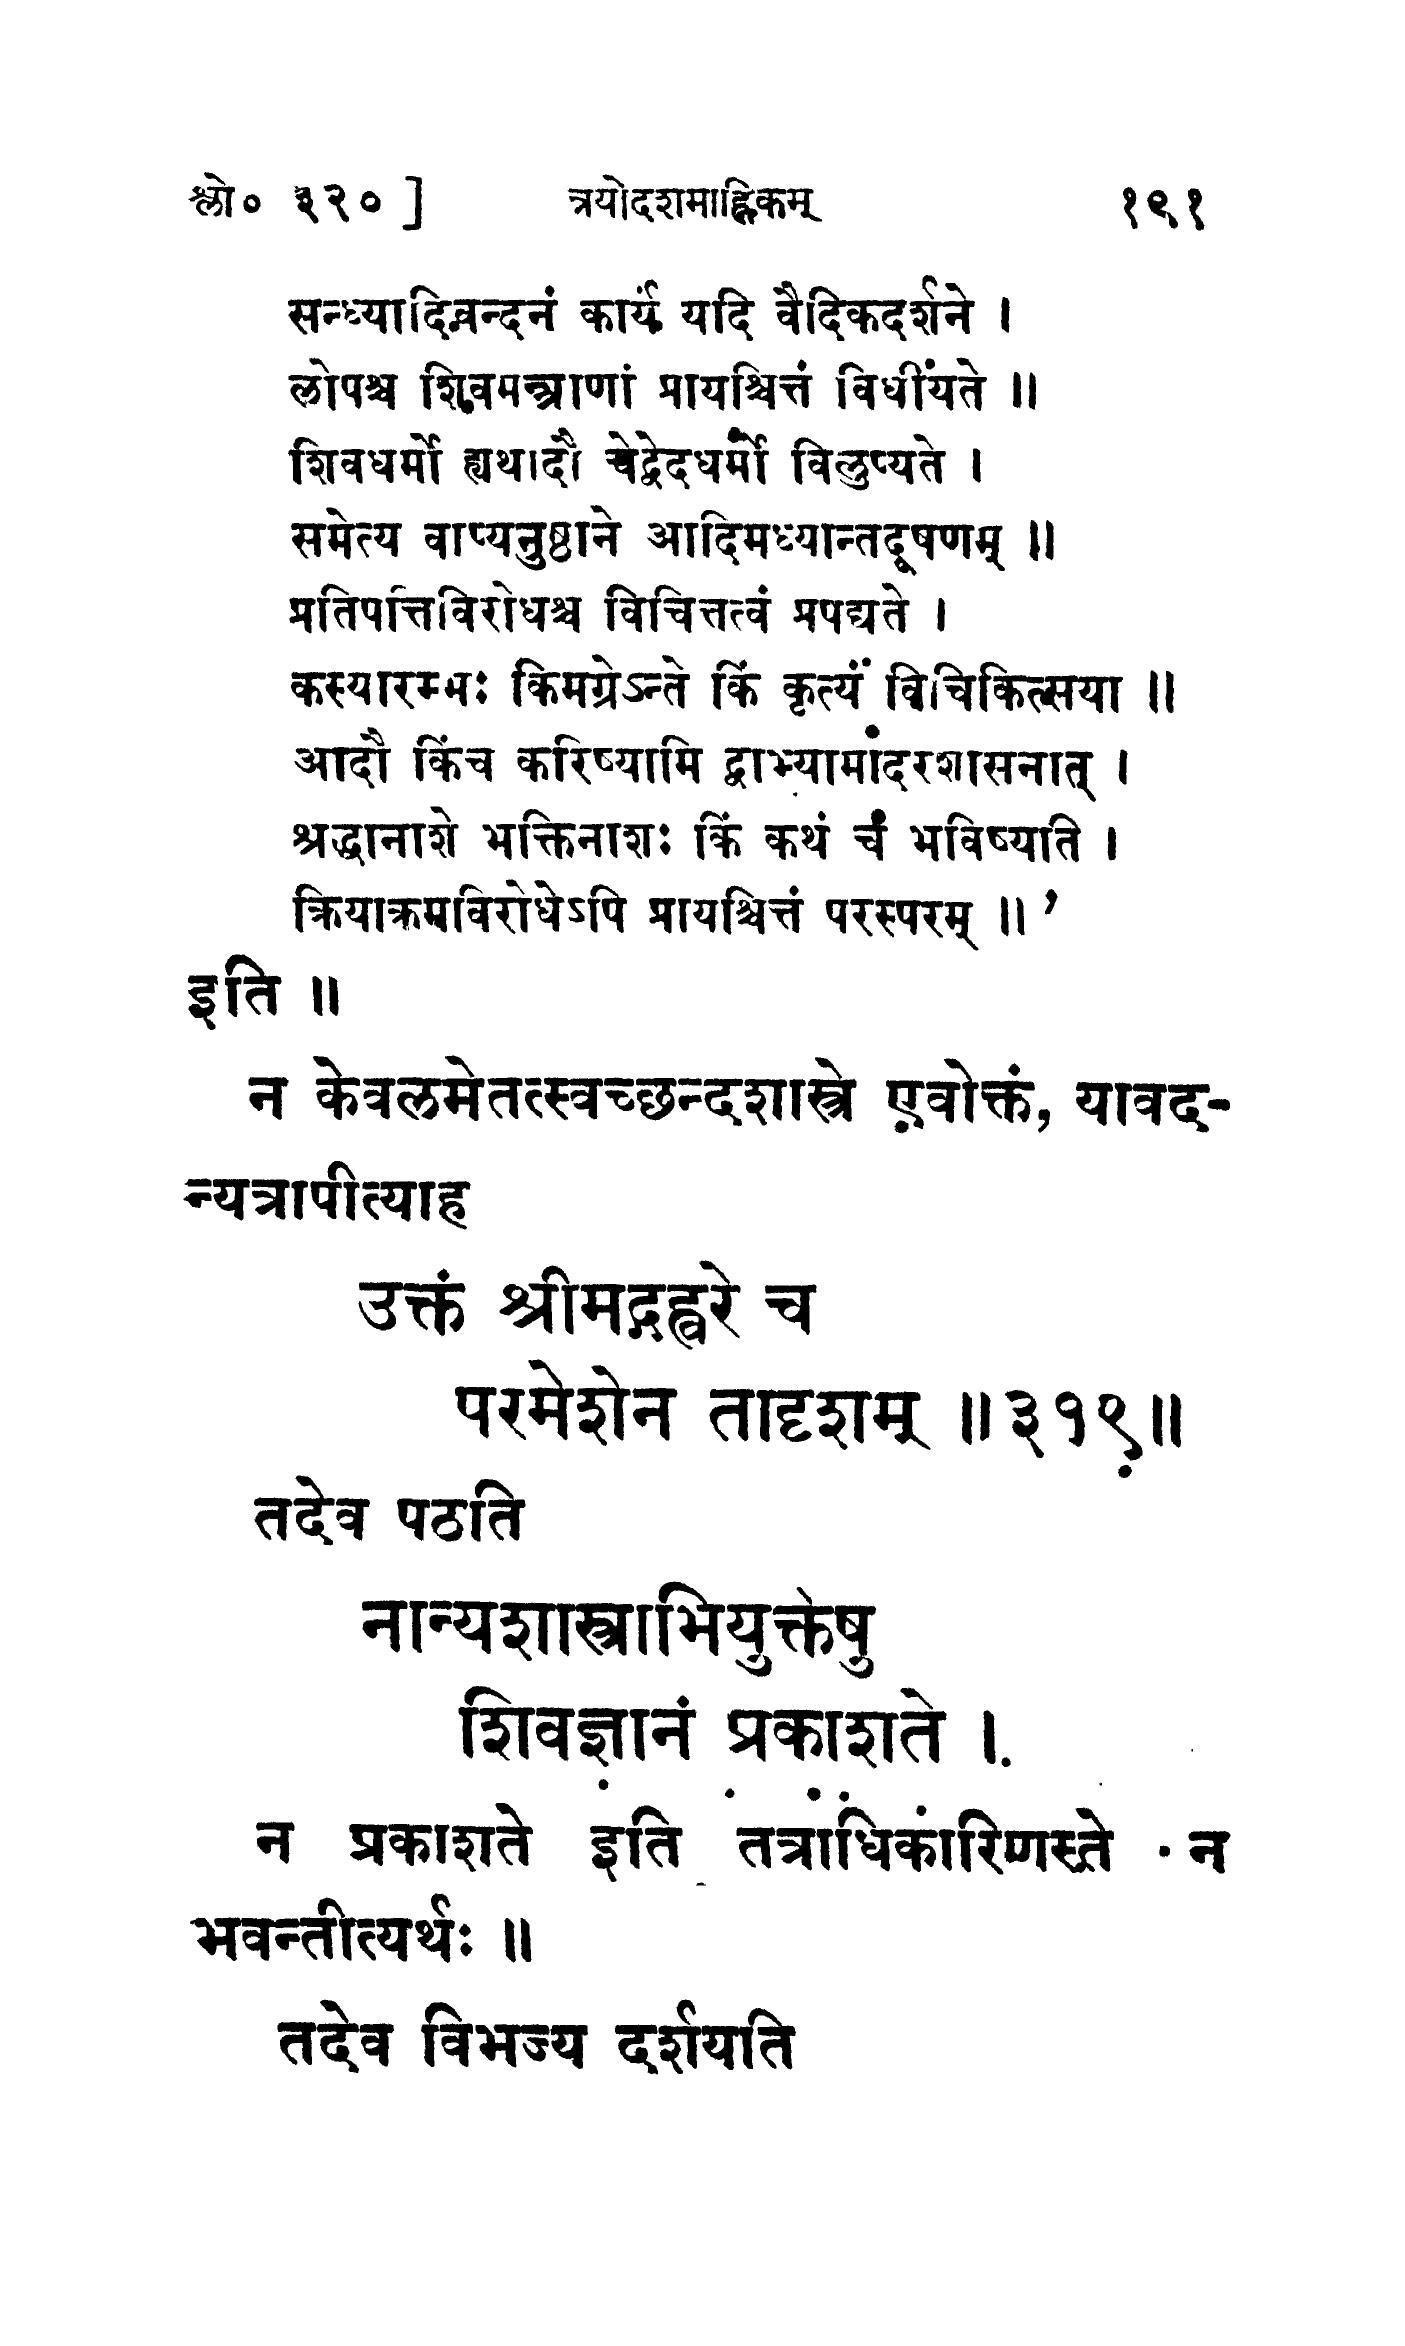 श्लो० ३२० ] त्रयोदशमाह्निकम् १९१
सन्ध्यादिवन्दनं कार्यं यदि वैदिकदर्शने ।
लोपश्च शिवमन्त्राणां प्रायश्चित्तं विधीयते ॥
शिवधर्मो ह्यथादौ चेद्वेदधर्मो विलुप्यते ।
समेत्य वाप्यनुष्ठाने आदिमध्यान्तदूषणम् ॥
प्रतिपत्तिविरोधश्च विचित्तत्वं प्रपद्यते ।
कस्यारम्भः किमग्रेऽन्ते किं कृत्यं विचिकित्सया ॥
आदौ किंच करिष्यामि द्वाभ्यामादरशासनात् ।
श्रद्धानाशे भक्तिनाशः किं कथं च भविष्यति ।
क्रियाक्रमविरोधेऽपि प्रायश्चित्तं परस्परम् ॥ '
इति ॥
न केवलमेतत्स्वच्छन्दशास्त्रे एवोक्तं, यावद-
न्यत्रापीत्याह
उक्तं श्रीमद्गह्वरे च
परमेशेन तादृशम् ॥३१९॥
तदेव पठति
नान्यशास्त्राभियुक्तेषु
शिवज्ञानं प्रकाशते ।
न प्रकाशते इति तत्राधिकारिणस्ते न
भवन्तीत्यर्थः ॥
तदेव विभज्य दर्शयति